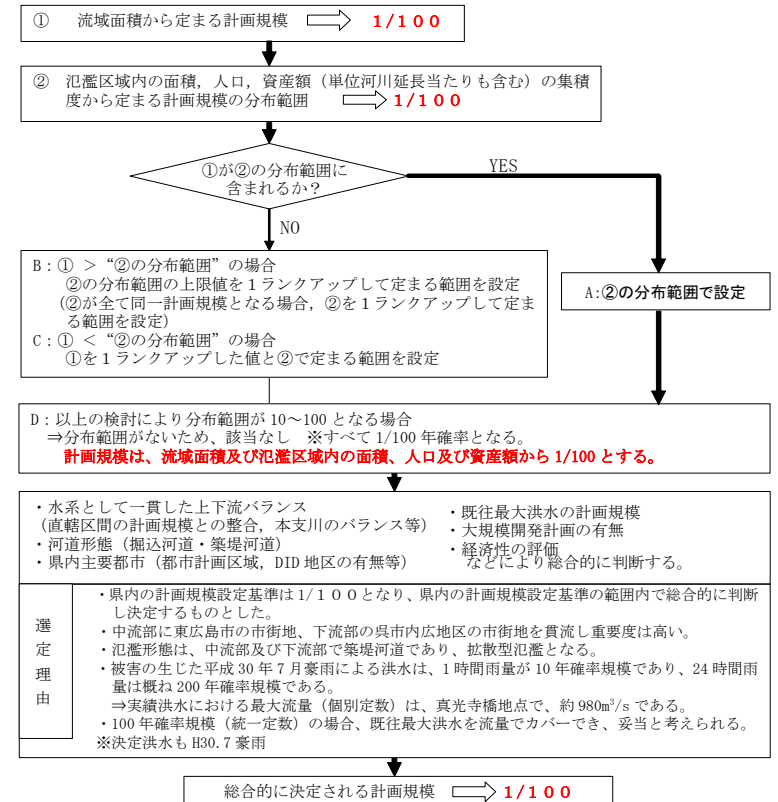 ① 流域面積から定まる計画規模 ⇨ 1/100
② 氾濫区域内の面積，人口，資産額（単位河川延長当たりも含む）の集積
度から定まる計画規模の分布範囲 ⇨ 1/100
①が②の分布範囲に
含まれるか？
YES
NO
B：① ＞ “②の分布範囲”の場合
②の分布範囲の上限値を１ランクアップして定まる範囲を設定
（②が全て同一計画規模となる場合，②を１ランクアップして定ま
る範囲を設定）
C：① ＜ “②の分布範囲”の場合
①を１ランクアップした値と②で定まる範囲を設定
A:②の分布範囲で設定
D：以上の検討により分布範囲が 10～100 となる場合
⇒分布範囲がないため、該当なし ※すべて 1/100 年確率となる。
計画規模は、流域面積及び氾濫区域内の面積、人口及び資産額から 1/100 とする。
・水系として一貫した上下流バランス
（直轄区間の計画規模との整合，本支川のバランス等）
・河道形態（掘込河道・築堤河道）
・県内主要都市（都市計画区域，DID 地区の有無等）
・既往最大洪水の計画規模
・大規模開発計画の有無
・経済性の評価
などにより総合的に判断する。
選定理由
・県内の計画規模設定基準は 1/１００となり、県内の計画規模設定基準の範囲内で総合的に判断
し決定するものとした。
・中流部に東広島市の市街地、下流部の呉市内広地区の市街地を貫流し重要度は高い。
・氾濫形態は、中流部及び下流部で築堤河道であり、拡散型氾濫となる。
・被害の生じた平成 30 年 7 月豪雨による洪水は、1 時間雨量が 10 年確率規模であり、24 時間雨
量は概ね 200 年確率規模である。
⇒実績洪水における最大流量（個別定数）は、真光寺橋地点で、約 980m³/s である。
・100 年確率規模（統一定数）の場合、既往最大洪水を流量でカバーでき、妥当と考えられる。
※決定洪水も H30.7 豪雨
総合的に決定される計画規模 ⇨ 1/100